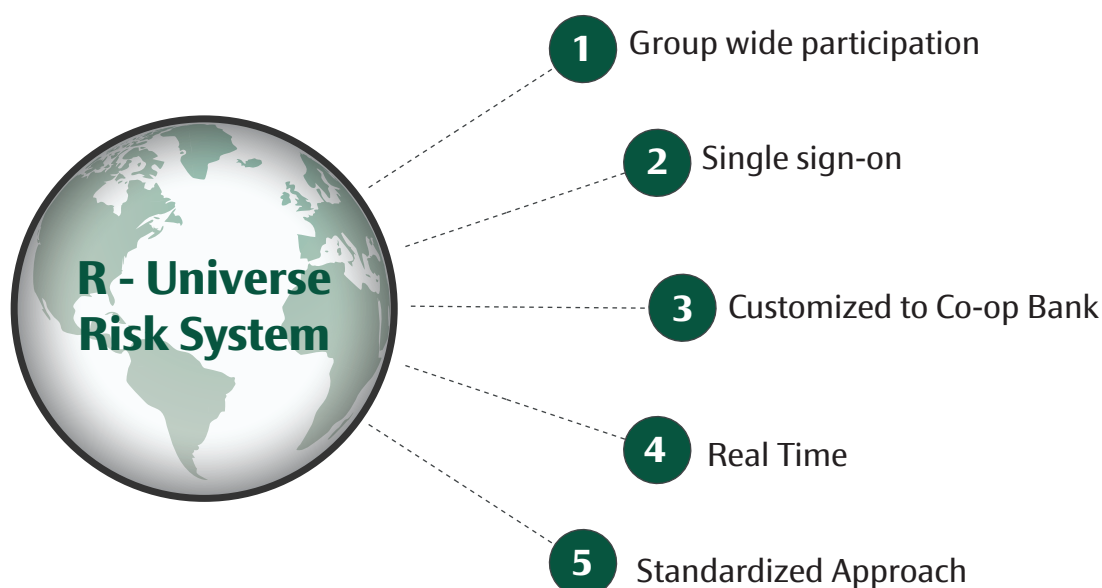 R - Universe
Risk System
1 Group wide participation
2 Single sign-on
3 Customized to Co-op Bank
4 Real Time
5 Standardized Approach